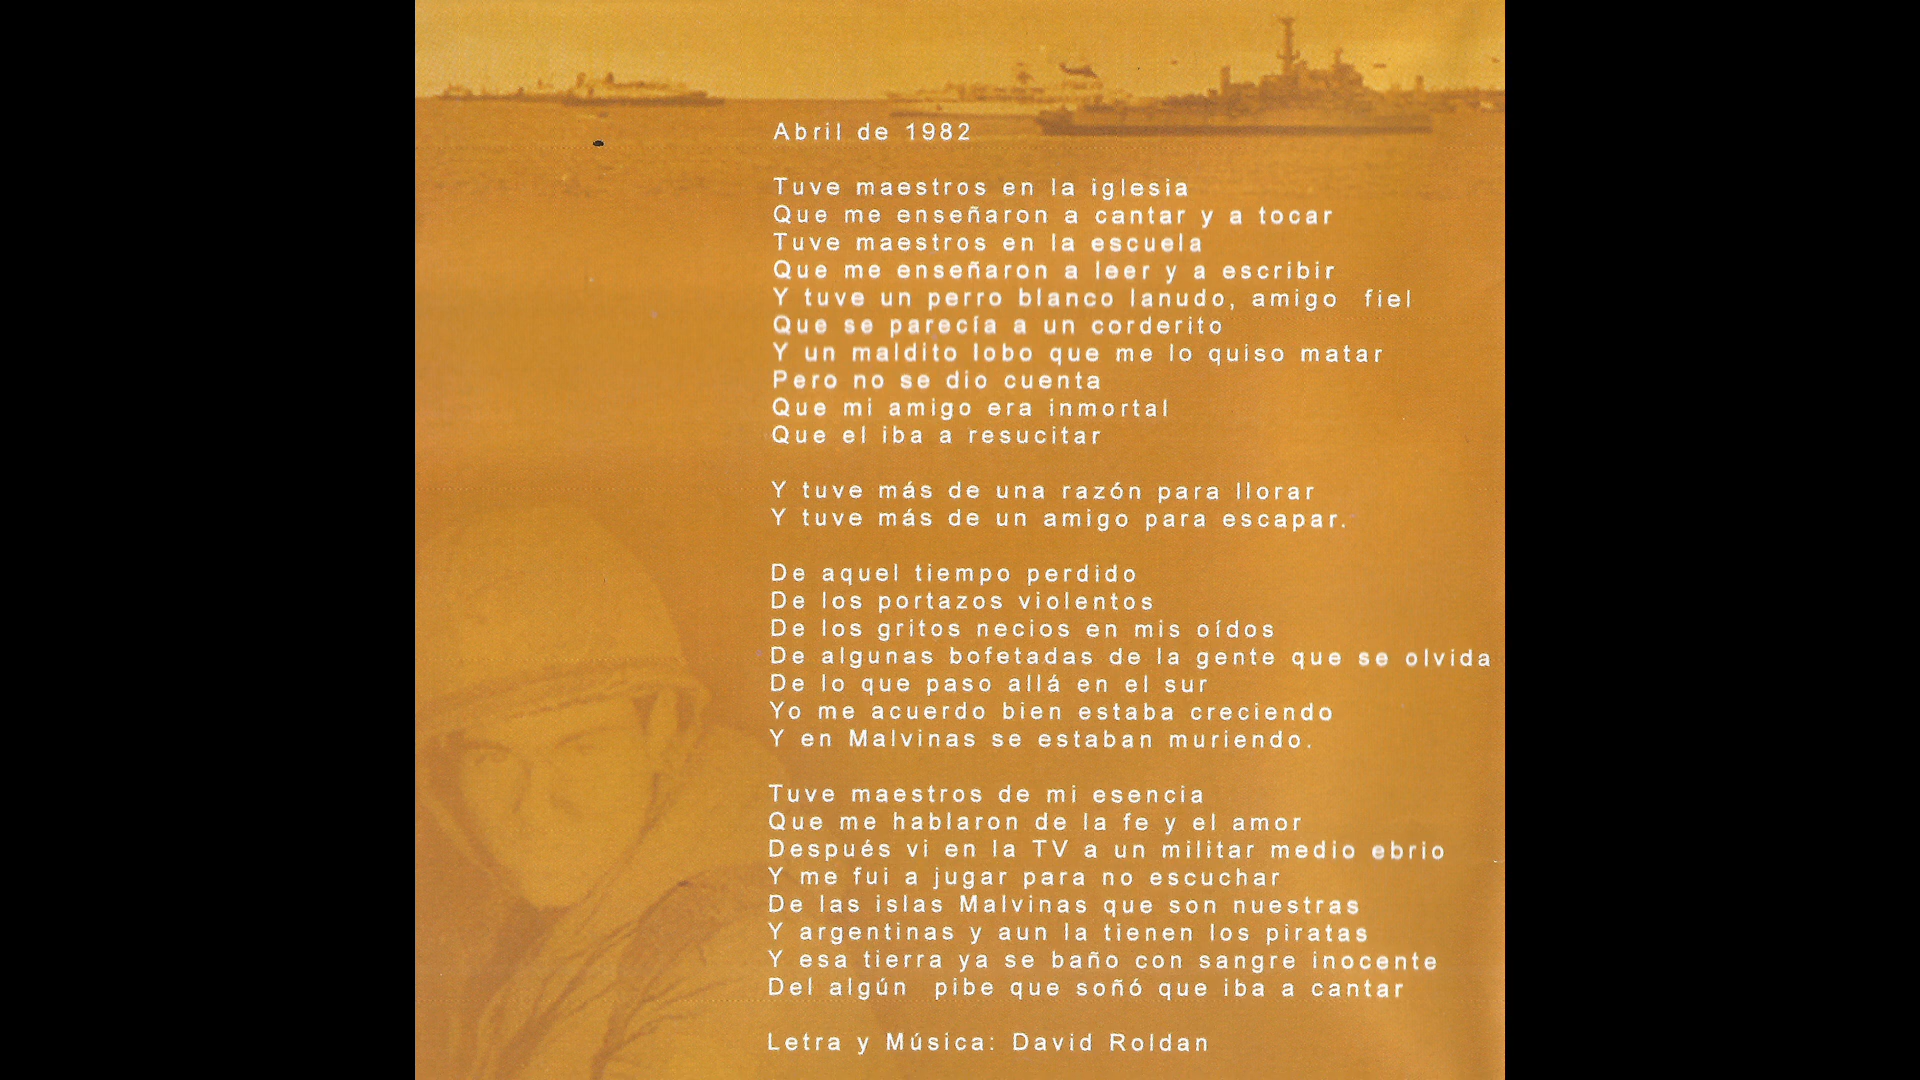 Abril de 1982
Tuve maestros en la iglesia
Que me enseñaron a cantar y a tocar
Tuve maestros en la escuela
Que me enseñaron a leer y a escribir
Y tuve un perro blanco lanudo, amigo fiel
Que se parecía a un corderito
Y un maldito lobo que me lo quiso matar
Pero no se dio cuenta
Que mi amigo era inmortal
Que el iba a resucitar
Y tuve más de una razón para llorar
Y tuve más de un amigo para escapar.
De aquel tiempo perdido
De los portazos violentos
De los gritos necios en mis oídos
De algunas bofetadas de la gente que se olvida
De lo que paso allá en el sur
Yo me acuerdo bien estaba creciendo
Y en Malvinas se estaban muriendo.
Tuve maestros de mi esencia
Que me hablaron de la fe y el amor
Después vi en la TV a un militar medio ebrio
Y me fui a jugar para no escuchar
De las islas Malvinas que son nuestras
Y argentinas y aun la tienen los piratas
Y esa tierra ya se baño con sangre inocente
Del algún pibe que soñó que iba a cantar
Letra y Música: David Roldan